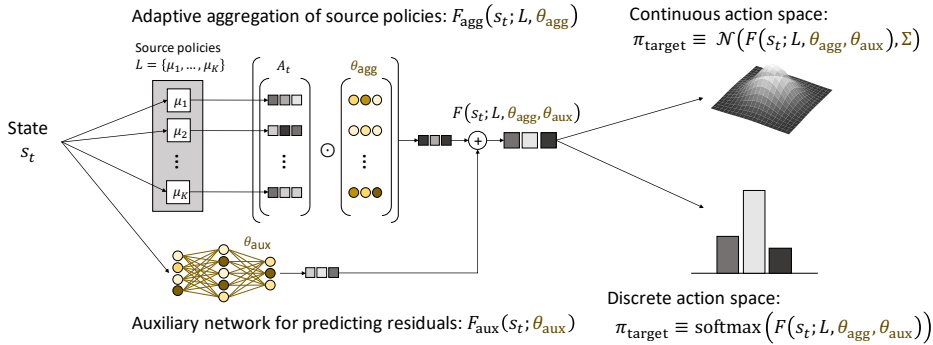 Adaptive aggregation of source policies: F_agg(s_t; L, θ_agg)
Continuous action space:
π_target ≡ 𝒩(F(s_t; L, θ_agg, θ_aux), Σ)
Source policies
L = {μ_1, …, μ_K}
A_t
θ_agg
μ_1
μ_2
⋮
μ_K
⋮
⊙
⋮
State
s_t
F(s_t; L, θ_agg, θ_aux)
+
θ_aux
Auxiliary network for predicting residuals: F_aux(s_t; θ_aux)
Discrete action space:
π_target ≡ softmax(F(s_t; L, θ_agg, θ_aux))